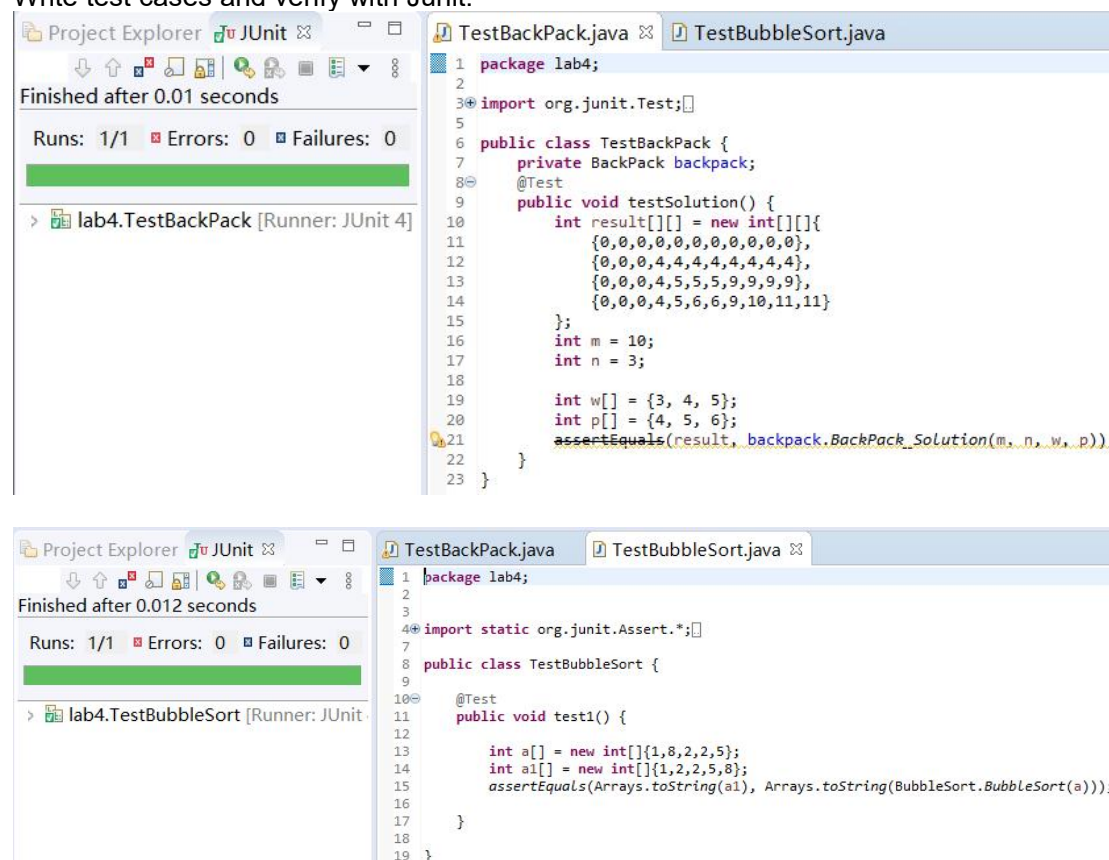 Write test cases and verify with Junit.
Project Explorer JUnit
Finished after 0.01 seconds
Runs: 1/1 Errors: 0 Failures: 0
lab4.TestBackPack [Runner: JUnit 4]
TestBackPack.java TestBubbleSort.java
1 package lab4;
2
3 import org.junit.Test;
5
6 public class TestBackPack {
7 private BackPack backpack;
8 @Test
9 public void testSolution() {
10 int result[][] = new int[][]{
11 {0,0,0,0,0,0,0,0,0,0,0},
12 {0,0,0,4,4,4,4,4,4,4,4},
13 {0,0,0,4,5,5,5,9,9,9,9},
14 {0,0,0,4,5,6,6,9,10,11,11}
15 };
16 int m = 10;
17 int n = 3;
18
19 int w[] = {3, 4, 5};
20 int p[] = {4, 5, 6};
21 assertEquals(result, backpack.BackPack_Solution(m, n, w, p))
22 }
23 }
Project Explorer JUnit
Finished after 0.012 seconds
Runs: 1/1 Errors: 0 Failures: 0
lab4.TestBubbleSort [Runner: JUnit
TestBackPack.java TestBubbleSort.java
1 package lab4;
2
3
4 import static org.junit.Assert.*;
7
8 public class TestBubbleSort {
9
10 @Test
11 public void test1() {
12
13 int a[] = new int[]{1,8,2,2,5};
14 int a1[] = new int[]{1,2,2,5,8};
15 assertEquals(Arrays.toString(a1), Arrays.toString(BubbleSort.BubbleSort(a)));
16
17 }
18
19 }